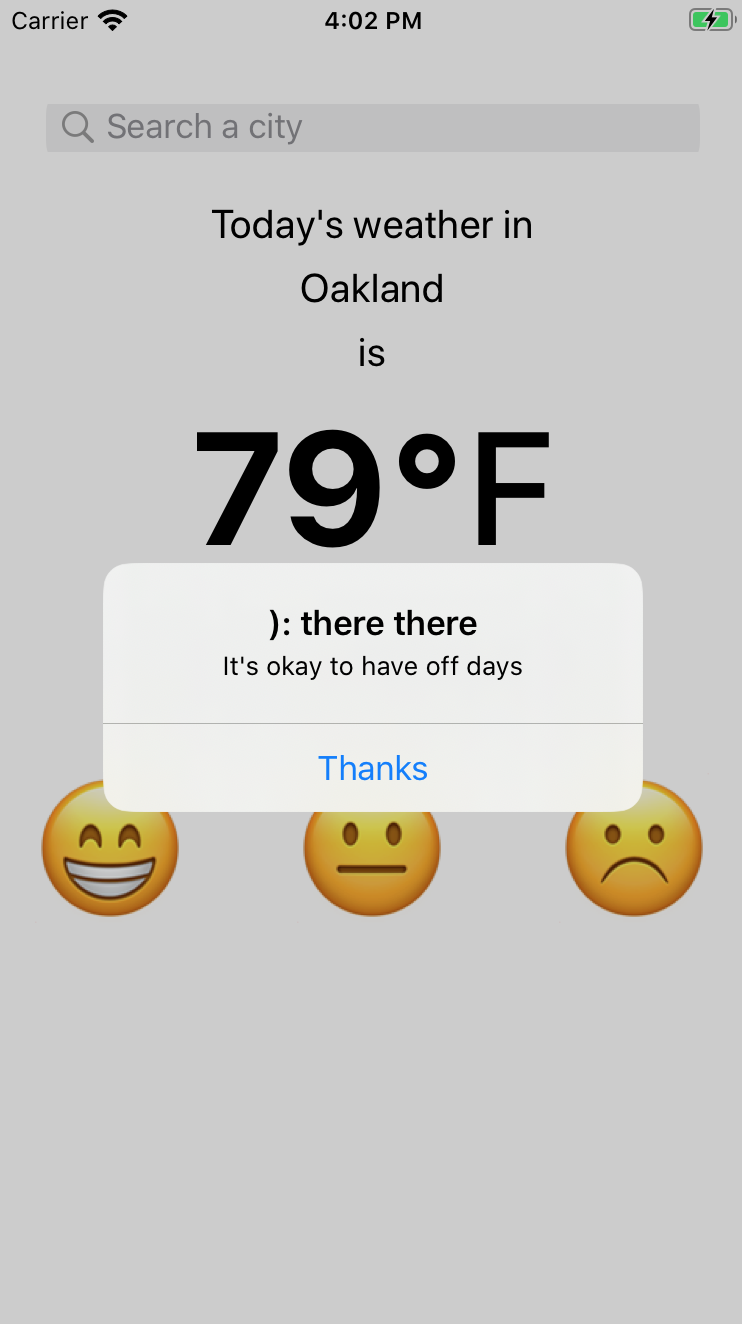 Carrier 4:02 PM
Search a city
Today's weather in
Oakland
is
79°F
): there there
It's okay to have off days
Thanks